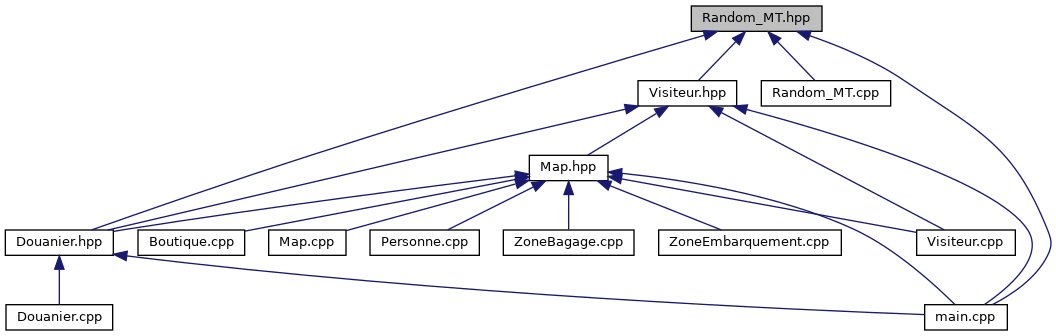 Random_MT.hpp
Visiteur.hpp
Random_MT.cpp
Map.hpp
Douanier.hpp
Boutique.cpp
Map.cpp
Personne.cpp
ZoneBagage.cpp
ZoneEmbarquement.cpp
Visiteur.cpp
Douanier.cpp
main.cpp